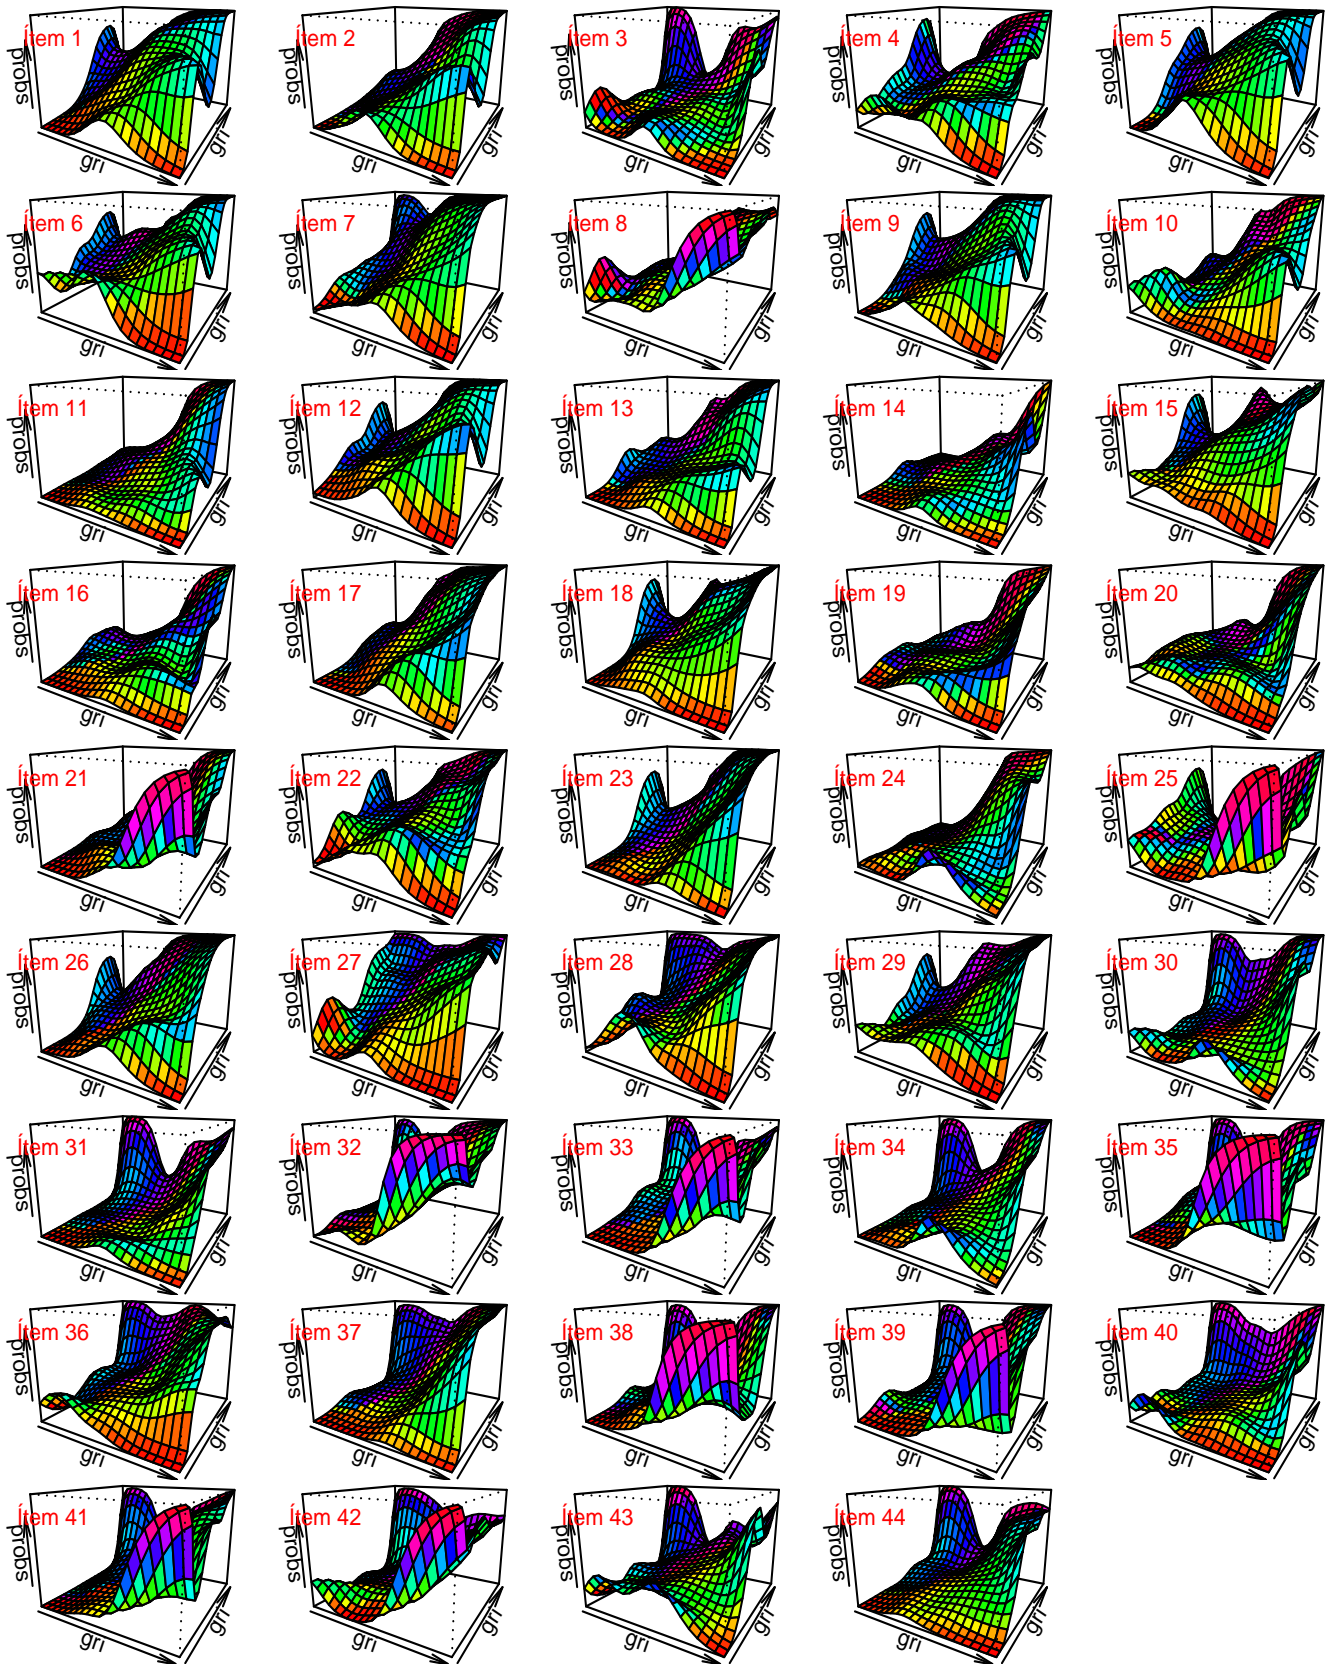 Ítem 1 Ítem 2 Ítem 3 Ítem 4 Ítem 5
probs probs probs probs probs
gri gri gri gri gri gri gri gri gri gri
Ítem 6 Ítem 7 Ítem 8 Ítem 9 Ítem 10
probs probs probs probs probs
gri gri gri gri gri gri gri gri gri gri
Ítem 11 Ítem 12 Ítem 13 Ítem 14 Ítem 15
probs probs probs probs probs
gri gri gri gri gri gri gri gri gri gri
Ítem 16 Ítem 17 Ítem 18 Ítem 19 Ítem 20
probs probs probs probs probs
gri gri gri gri gri gri gri gri gri gri
Ítem 21 Ítem 22 Ítem 23 Ítem 24 Ítem 25
probs probs probs probs probs
gri gri gri gri gri gri gri gri gri gri
Ítem 26 Ítem 27 Ítem 28 Ítem 29 Ítem 30
probs probs probs probs probs
gri gri gri gri gri gri gri gri gri gri
Ítem 31 Ítem 32 Ítem 33 Ítem 34 Ítem 35
probs probs probs probs probs
gri gri gri gri gri gri gri gri gri gri
Ítem 36 Ítem 37 Ítem 38 Ítem 39 Ítem 40
probs probs probs probs probs
gri gri gri gri gri gri gri gri gri gri
Ítem 41 Ítem 42 Ítem 43 Ítem 44
probs probs probs probs
gri gri gri gri gri gri gri gri